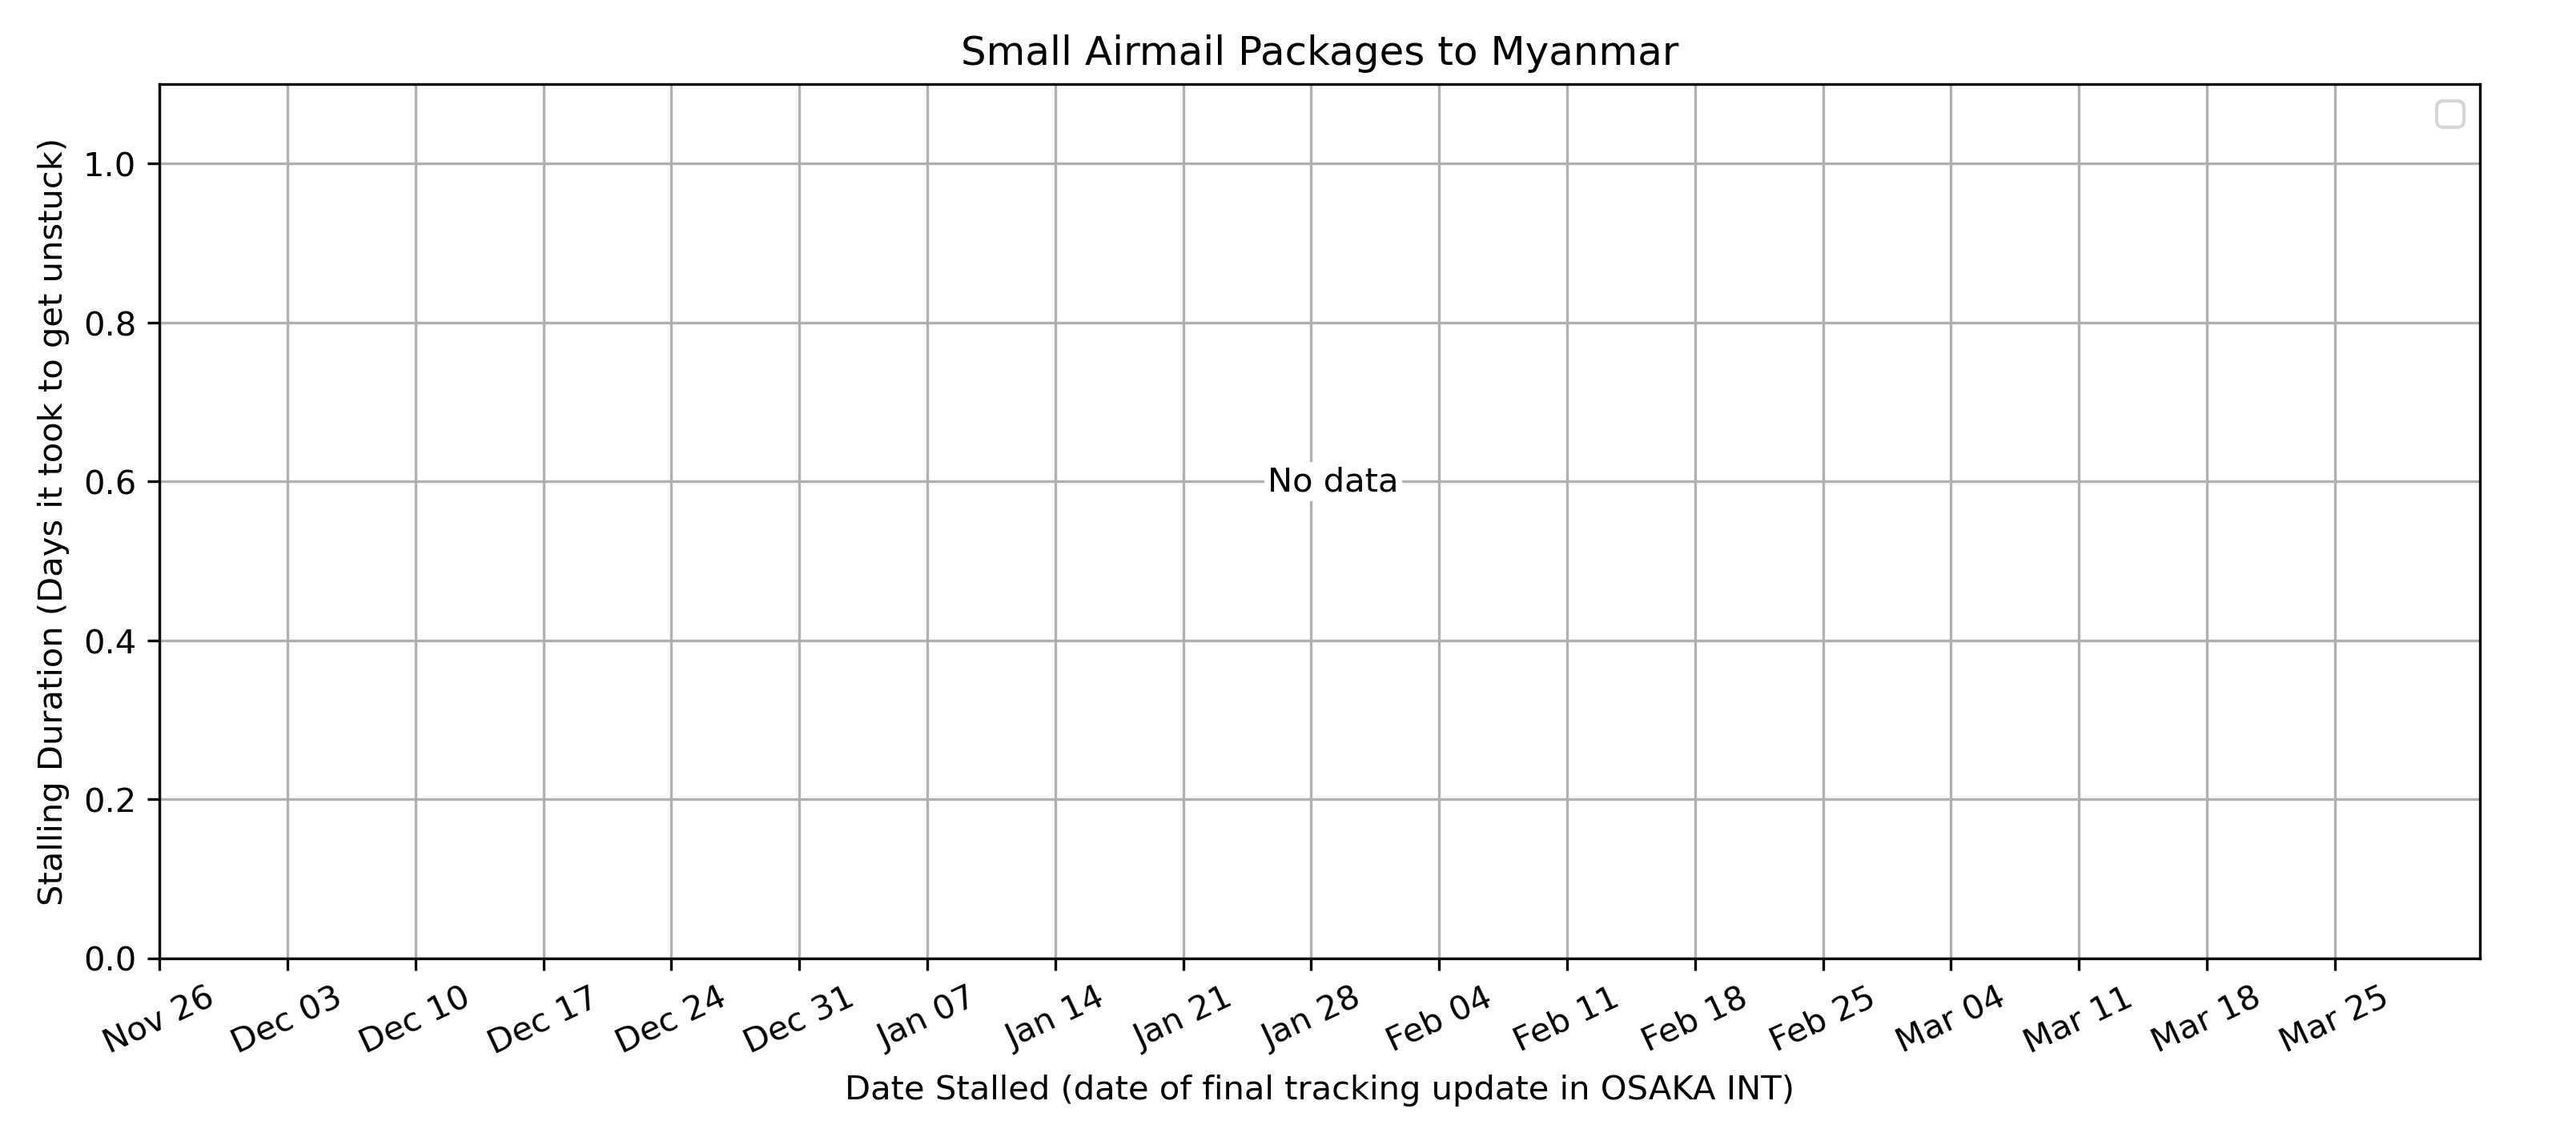 Small Airmail Packages to Myanmar
Stalling Duration (Days it took to get unstuck)
1.0
0.8
0.6
0.4
0.2
0.0
No data
Nov 26
Dec 03
Dec 10
Dec 17
Dec 24
Dec 31
Jan 07
Jan 14
Jan 21
Jan 28
Feb 04
Feb 11
Feb 18
Feb 25
Mar 04
Mar 11
Mar 18
Mar 25
Date Stalled (date of final tracking update in OSAKA INT)